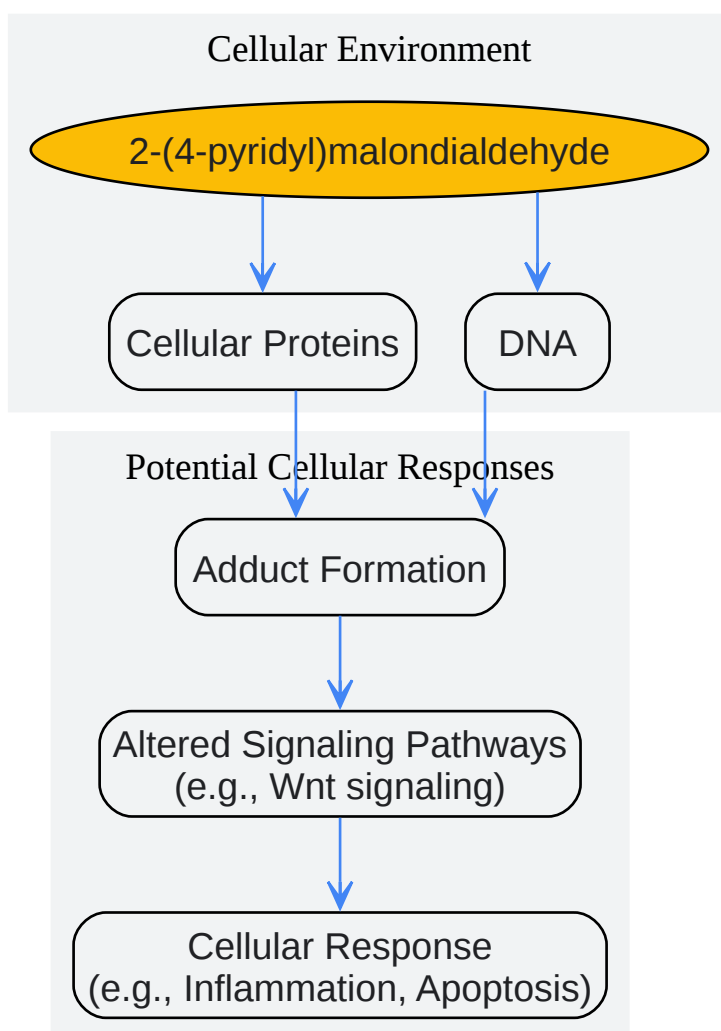 Cellular Environment
2-(4-pyridyl)malondialdehyde
Cellular Proteins
DNA
Potential Cellular Responses
Adduct Formation
Altered Signaling Pathways
(e.g., Wnt signaling)
Cellular Response
(e.g., Inflammation, Apoptosis)